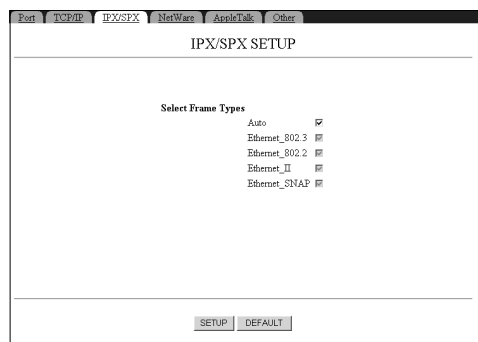 Port TCP/IP IPX/SPX NetWare AppleTalk Other
IPX/SPX SETUP
Select Frame Types
Auto
Ethernet_802.3
Ethernet_802.2
Ethernet_II
Ethernet_SNAP
SETUP DEFAULT